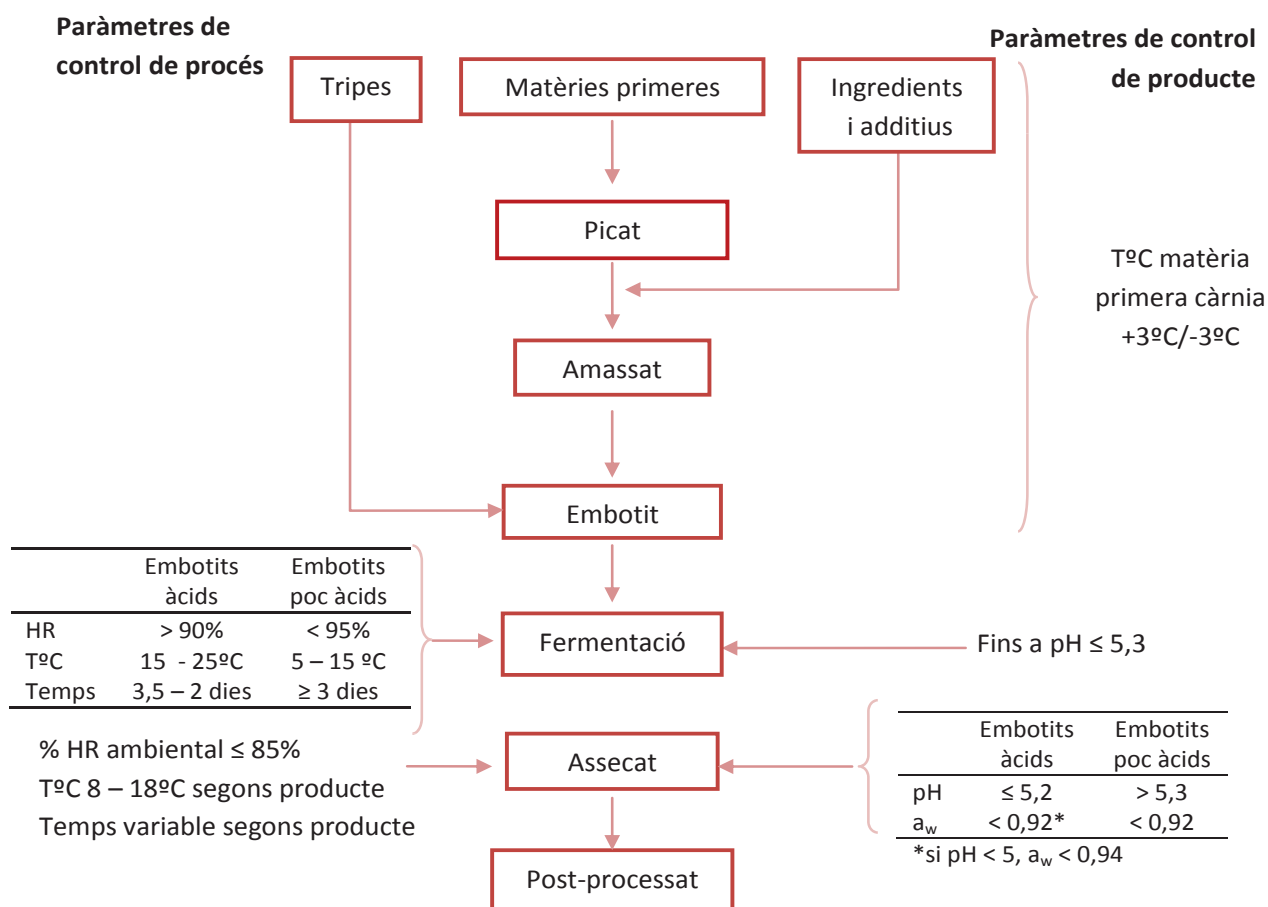 Paràmetres de
control de procés
Paràmetres de control
de producte
Tripes
Matèries primeres
Ingredients
i additius
Picat
TºC matèria
primera càrnia
+3ºC/-3ºC
Amassat
Embotit
Embotits
àcids
Embotits
poc àcids
HR > 90% < 95%
TºC 15 - 25ºC 5 – 15 ºC
Temps 3,5 – 2 dies ≥ 3 dies
Fermentació
Fins a pH ≤ 5,3
% HR ambiental ≤ 85%
TºC 8 – 18ºC segons producte
Temps variable segons producte
Assecat
Embotits
àcids
Embotits
poc àcids
pH ≤ 5,2 > 5,3
aw < 0,92* < 0,92
*si pH < 5, aw < 0,94
Post-processat